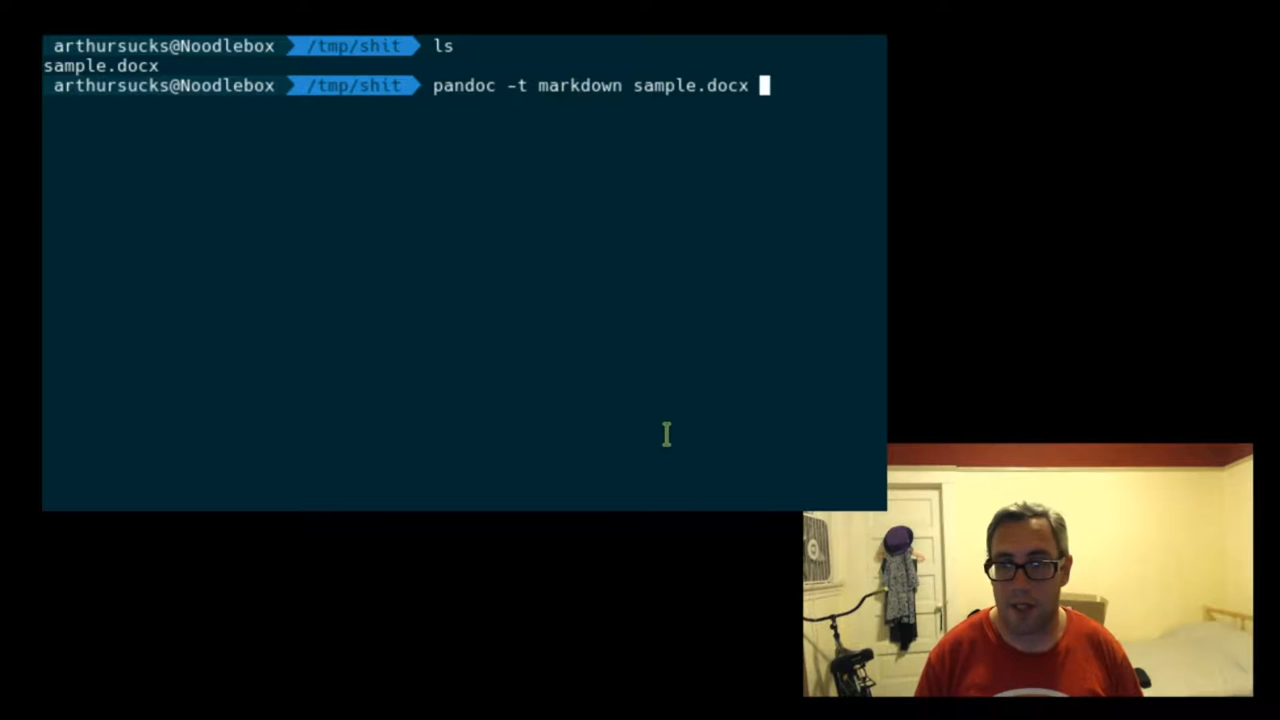 arthursucks@Noodlebox /tmp/shit ls
sample.docx
arthursucks@Noodlebox /tmp/shit pandoc -t markdown sample.docx